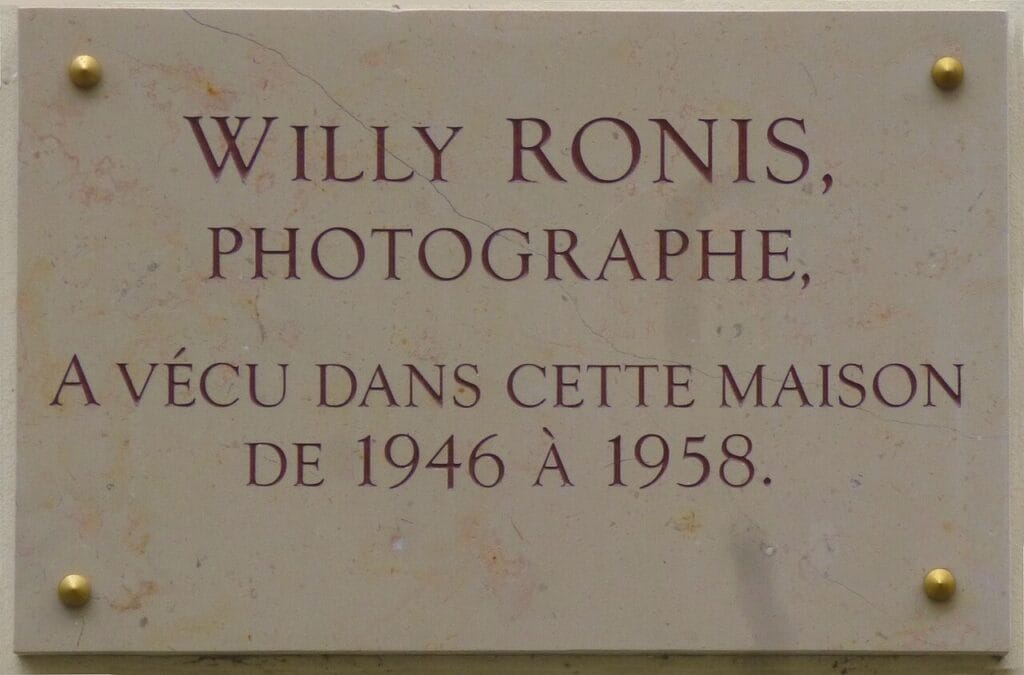 WILLY RONIS,
PHOTOGRAPHE,
A VÉCU DANS CETTE MAISON
DE 1946 À 1958.